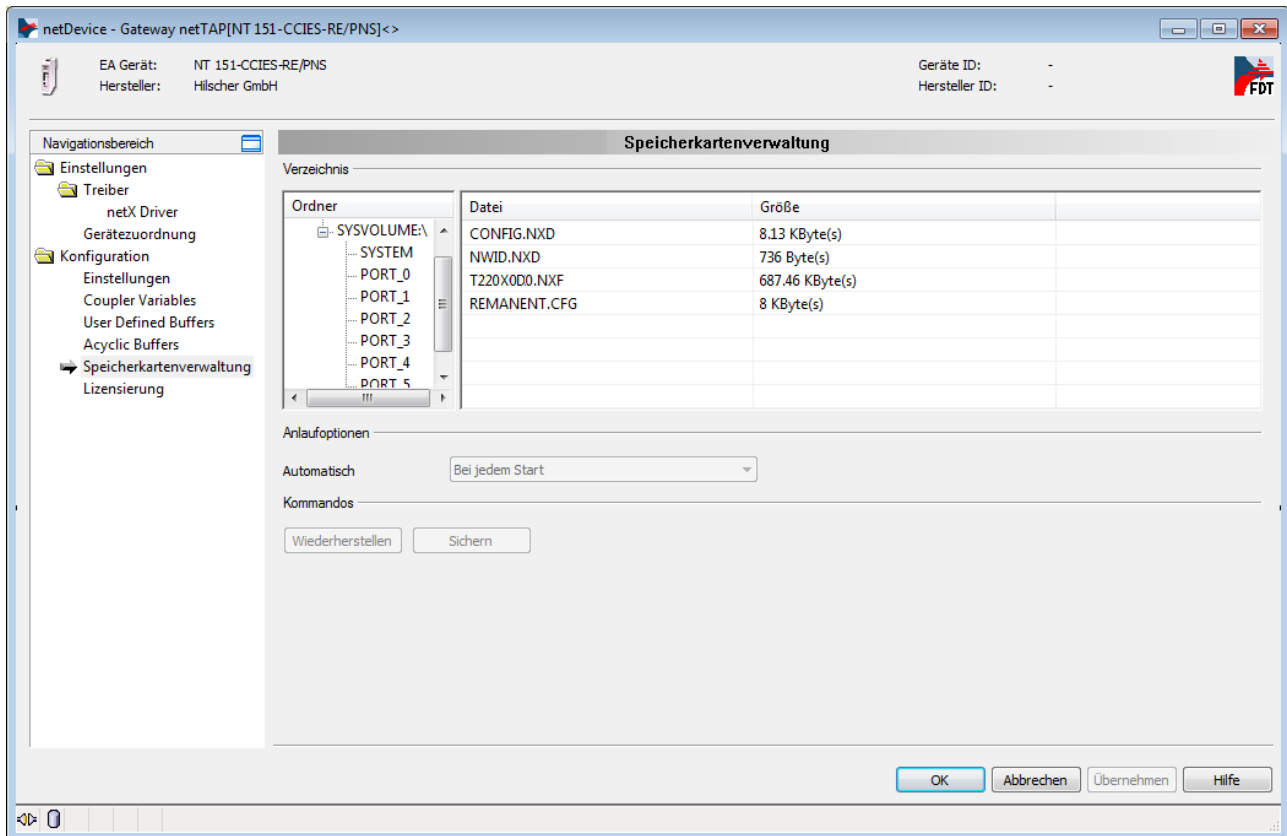 netDevice - Gateway netTAP[NT 151-CCIES-RE/PNS]<>
EA Gerät: NT 151-CCIES-RE/PNS Geräte ID: -
Hersteller: Hilscher GmbH Hersteller ID: -
FDT
Navigationsbereich
Einstellungen
Treiber
netX Driver
Gerätezuordnung
Konfiguration
Einstellungen
Coupler Variables
User Defined Buffers
Acyclic Buffers
Speicherkartenverwaltung
Lizensierung
Speicherkartenverwaltung
Verzeichnis
Ordner
SYSVOLUME:\
SYSTEM
PORT_0
PORT_1
PORT_2
PORT_3
PORT_4
PORT_5
Datei Größe
CONFIG.NXD 8.13 KByte(s)
NWID.NXD 736 Byte(s)
T220X0D0.NXF 687.46 KByte(s)
REMANENT.CFG 8 KByte(s)
Anlaufoptionen
Automatisch Bei jedem Start
Kommandos
Wiederherstellen Sichern
OK Abbrechen Übernehmen Hilfe